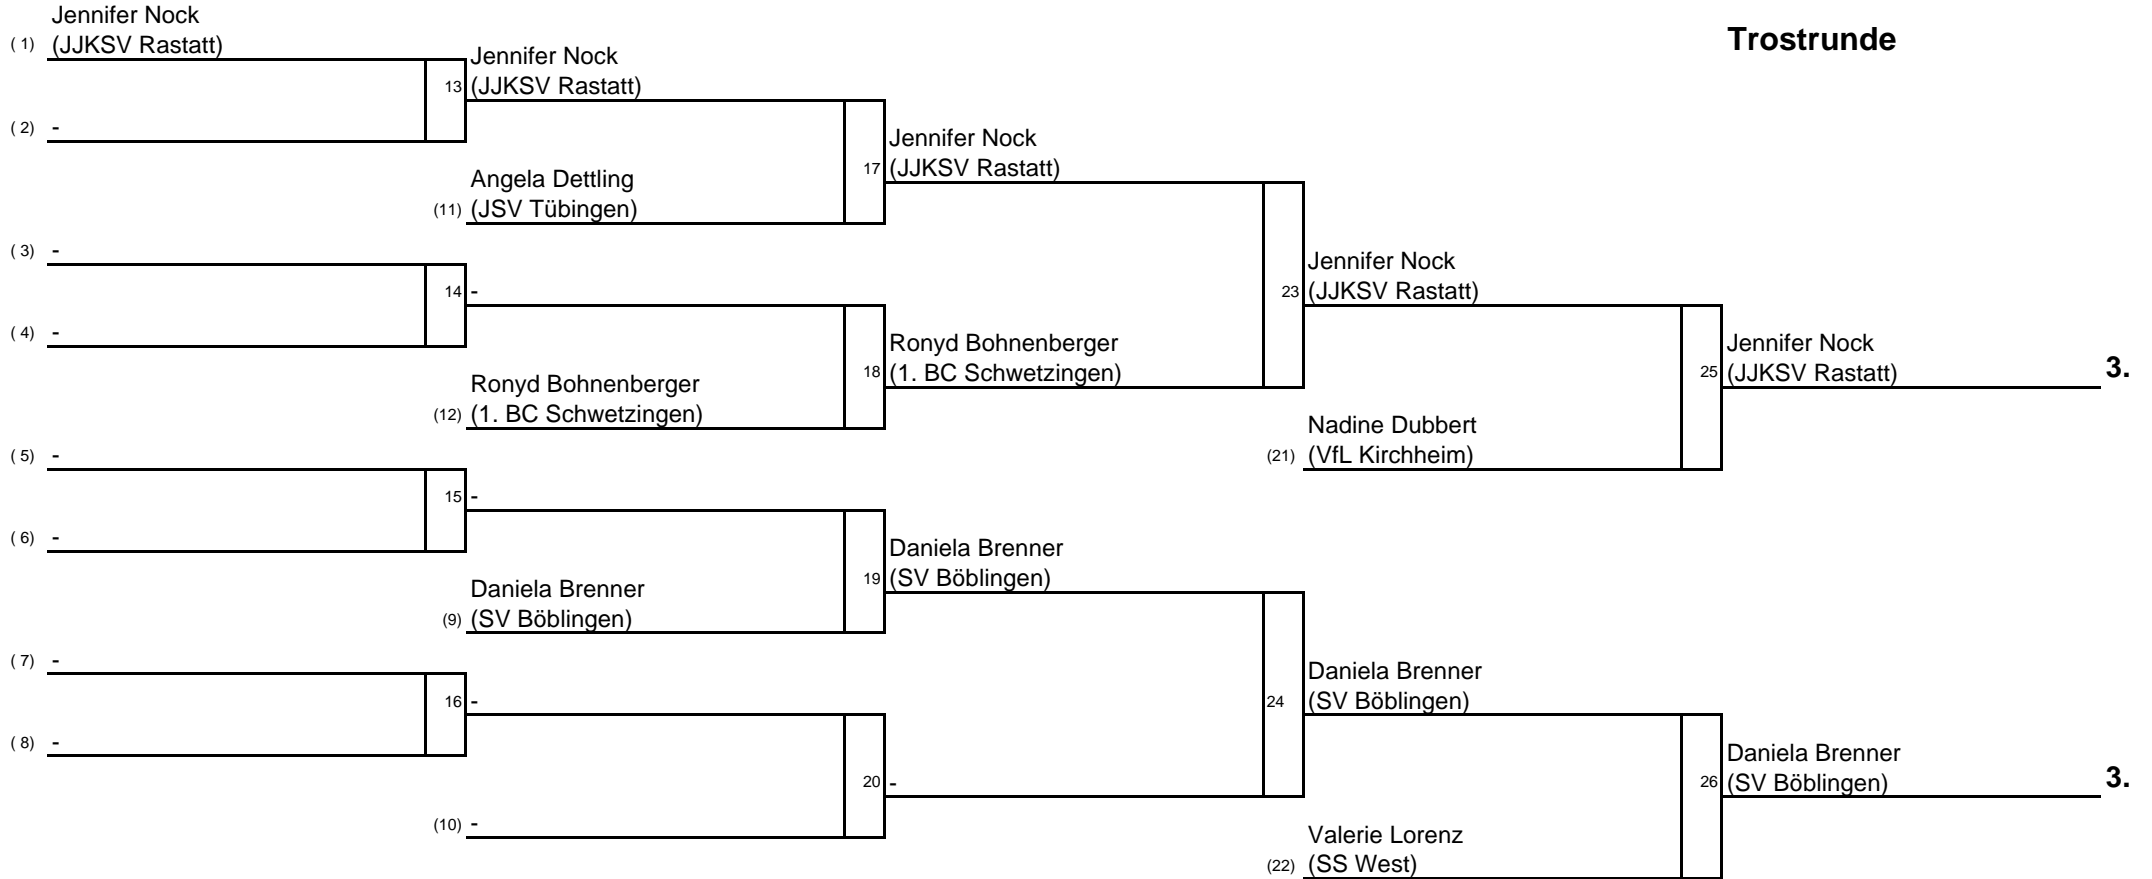 Jennifer Nock
( 1) (JJKSV Rastatt)
Trostrunde
Jennifer Nock
13 (JJKSV Rastatt)
( 2) -
Jennifer Nock
17 (JJKSV Rastatt)
Angela Dettling
(11) (JSV Tübingen)
( 3) -
Jennifer Nock
14 -
23 (JJKSV Rastatt)
( 4) -
Ronyd Bohnenberger
18 (1. BC Schwetzingen)
Jennifer Nock
25 (JJKSV Rastatt) 3.
Ronyd Bohnenberger
(12) (1. BC Schwetzingen)
Nadine Dubbert
(21) (VfL Kirchheim)
( 5) -
15 -
( 6) -
Daniela Brenner
19 (SV Böblingen)
Daniela Brenner
(9) (SV Böblingen)
( 7) -
Daniela Brenner
16 -
24 (SV Böblingen)
( 8) -
Daniela Brenner
20 -
26 (SV Böblingen) 3.
(10) -
Valerie Lorenz
(22) (SS West)